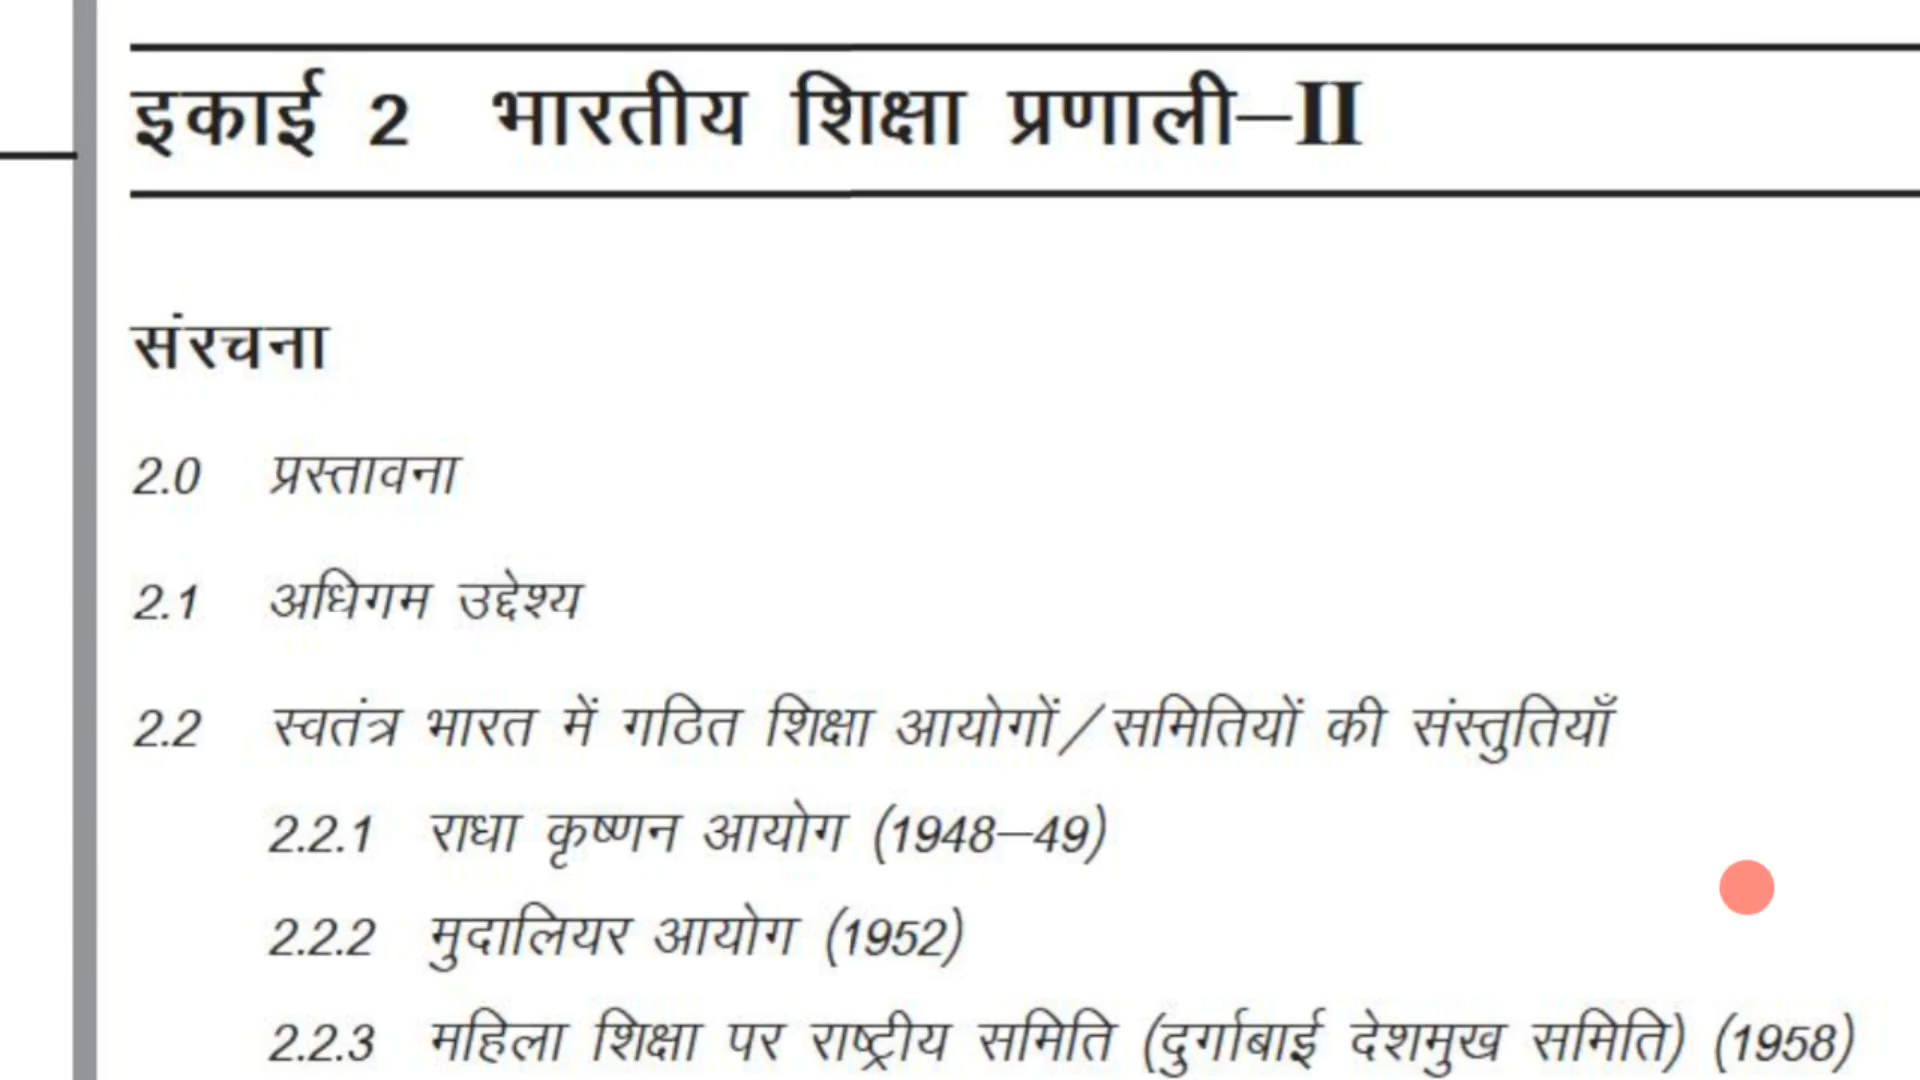 इकाई 2 भारतीय शिक्षा प्रणाली–II
संरचना
2.0 प्रस्तावना
2.1 अधिगम उद्देश्य
2.2 स्वतंत्र भारत में गठित शिक्षा आयोगों/समितियों की संस्तुतियाँ
2.2.1 राधा कृष्णन आयोग (1948–49)
2.2.2 मुदालियर आयोग (1952)
2.2.3 महिला शिक्षा पर राष्ट्रीय समिति (दुर्गाबाई देशमुख समिति) (1958)